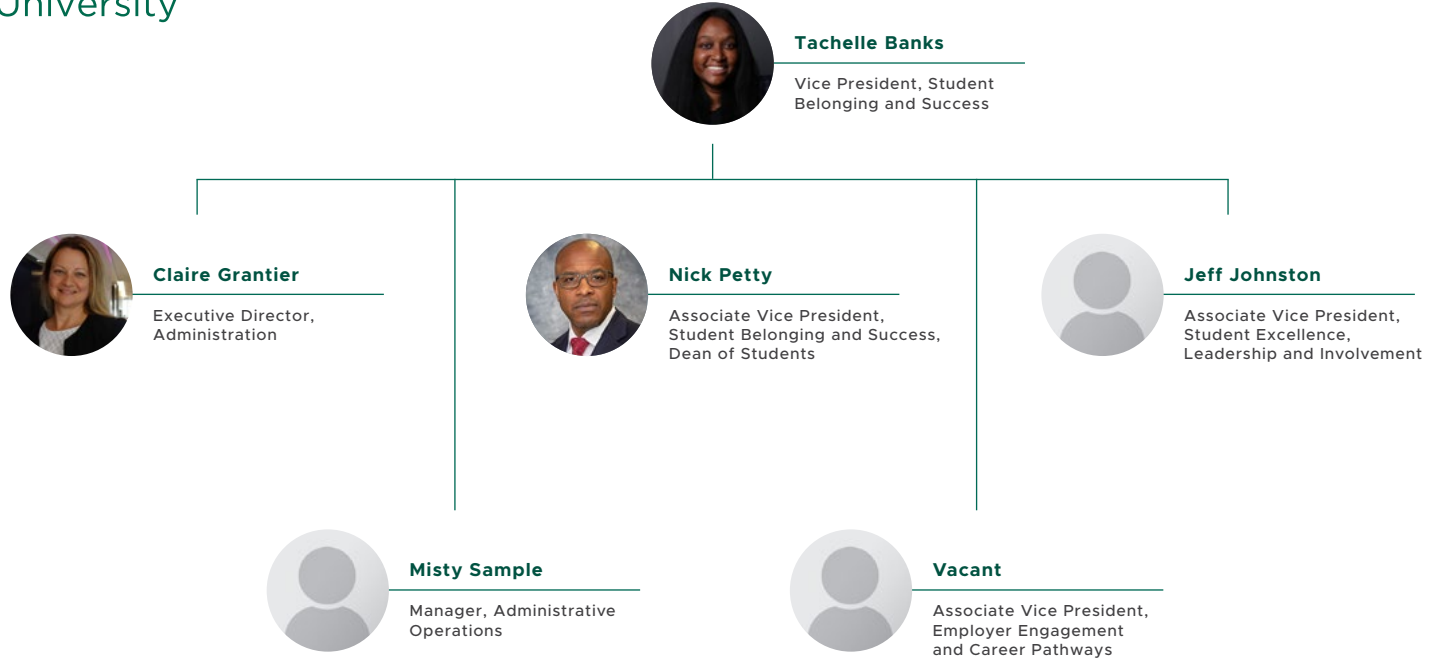 University
Tachelle Banks
Vice President, Student
Belonging and Success
Claire Grantier
Executive Director,
Administration
Nick Petty
Associate Vice President,
Student Belonging and Success,
Dean of Students
Jeff Johnston
Associate Vice President,
Student Excellence,
Leadership and Involvement
Misty Sample
Manager, Administrative
Operations
Vacant
Associate Vice President,
Employer Engagement
and Career Pathways